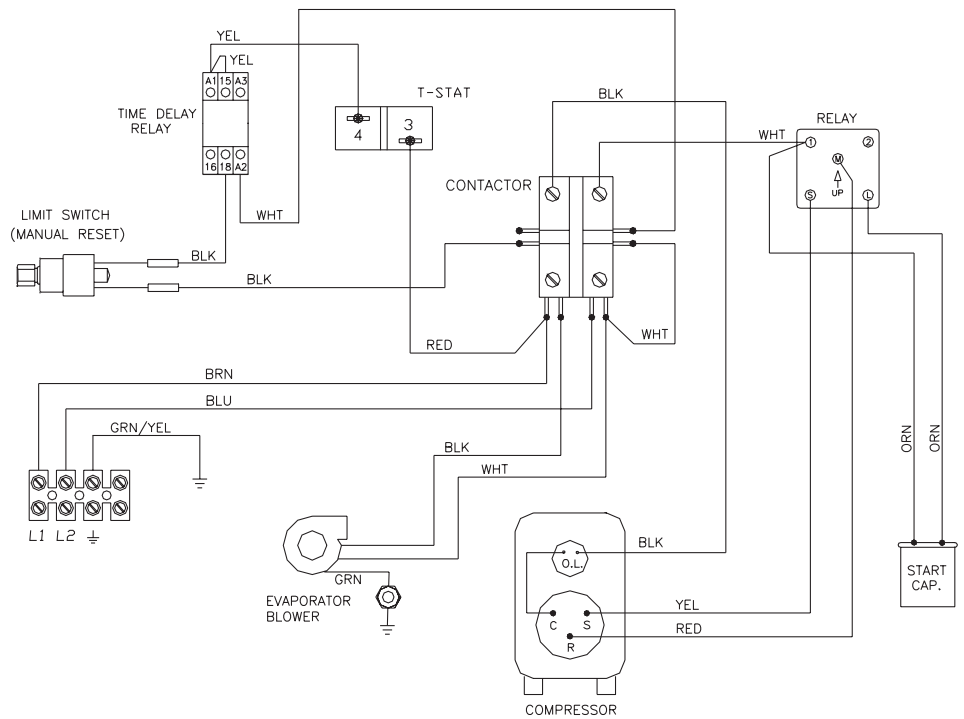 YEL
YEL
A1 15 A3
16 18 A2
TIME DELAY
RELAY
T-STAT
4
3
BLK
WHT
RELAY
1
2
M
UP
S
L
CONTACTOR
WHT
LIMIT SWITCH
(MANUAL RESET)
BLK
BLK
RED
WHT
BRN
BLU
GRN/YEL
BLK
WHT
ORN
ORN
L1 L2
GRN
EVAPORATOR
BLOWER
O.L.
BLK
C
S
R
YEL
RED
START
CAP.
COMPRESSOR